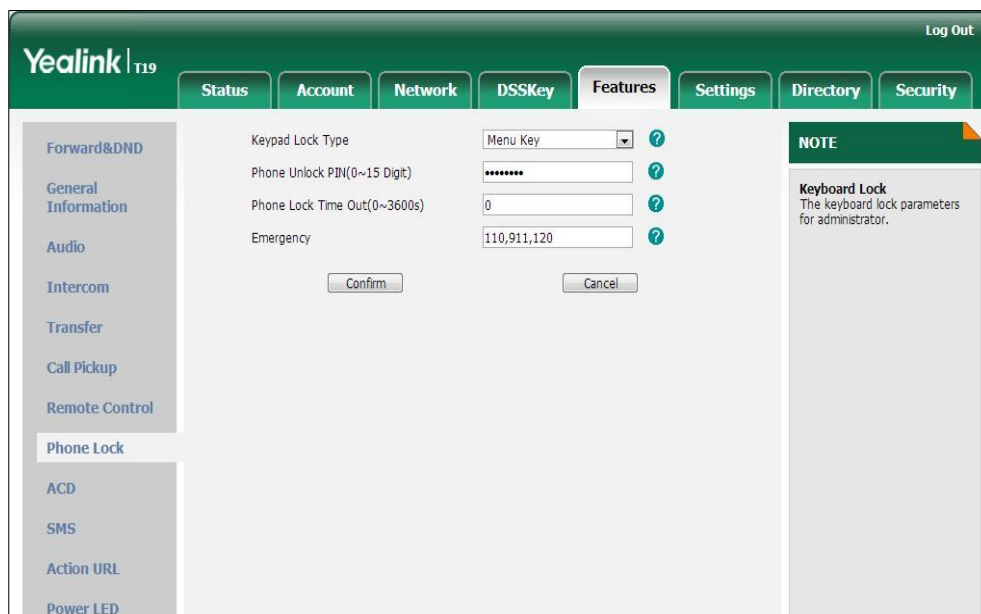 Log Out
Yealink T19
Status Account Network DSSKey Features Settings Directory Security
Forward&DND
General
Information
Audio
Intercom
Transfer
Call Pickup
Remote Control
Phone Lock
ACD
SMS
Action URL
Power LED
Keypad Lock Type Menu Key ?
Phone Unlock PIN(0~15 Digit) •••••••• ?
Phone Lock Time Out(0~3600s) 0 ?
Emergency 110,911,120 ?
Confirm Cancel
NOTE
Keyboard Lock
The keyboard lock parameters
for administrator.